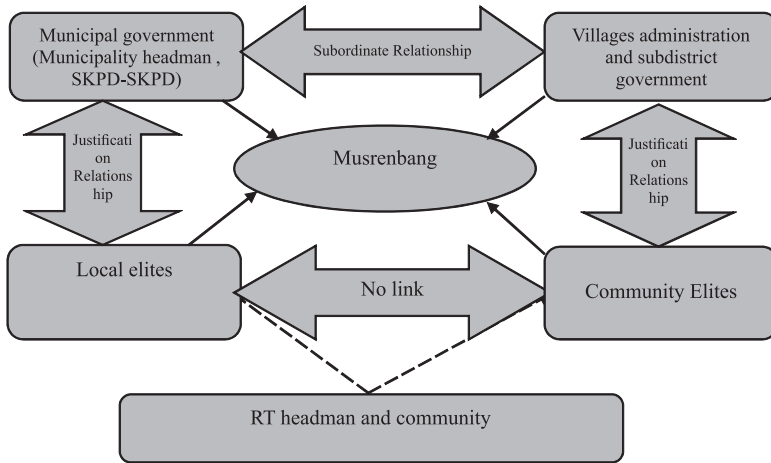 Municipal government
(Municipality headman ,
SKPD-SKPD)
Subordinate Relationship
Villages administration
and subdistrict
government
Justificati
on
Relations
hip
Musrenbang
Justificati
on
Relations
hip
Local elites
No link
Community Elites
RT headman and community